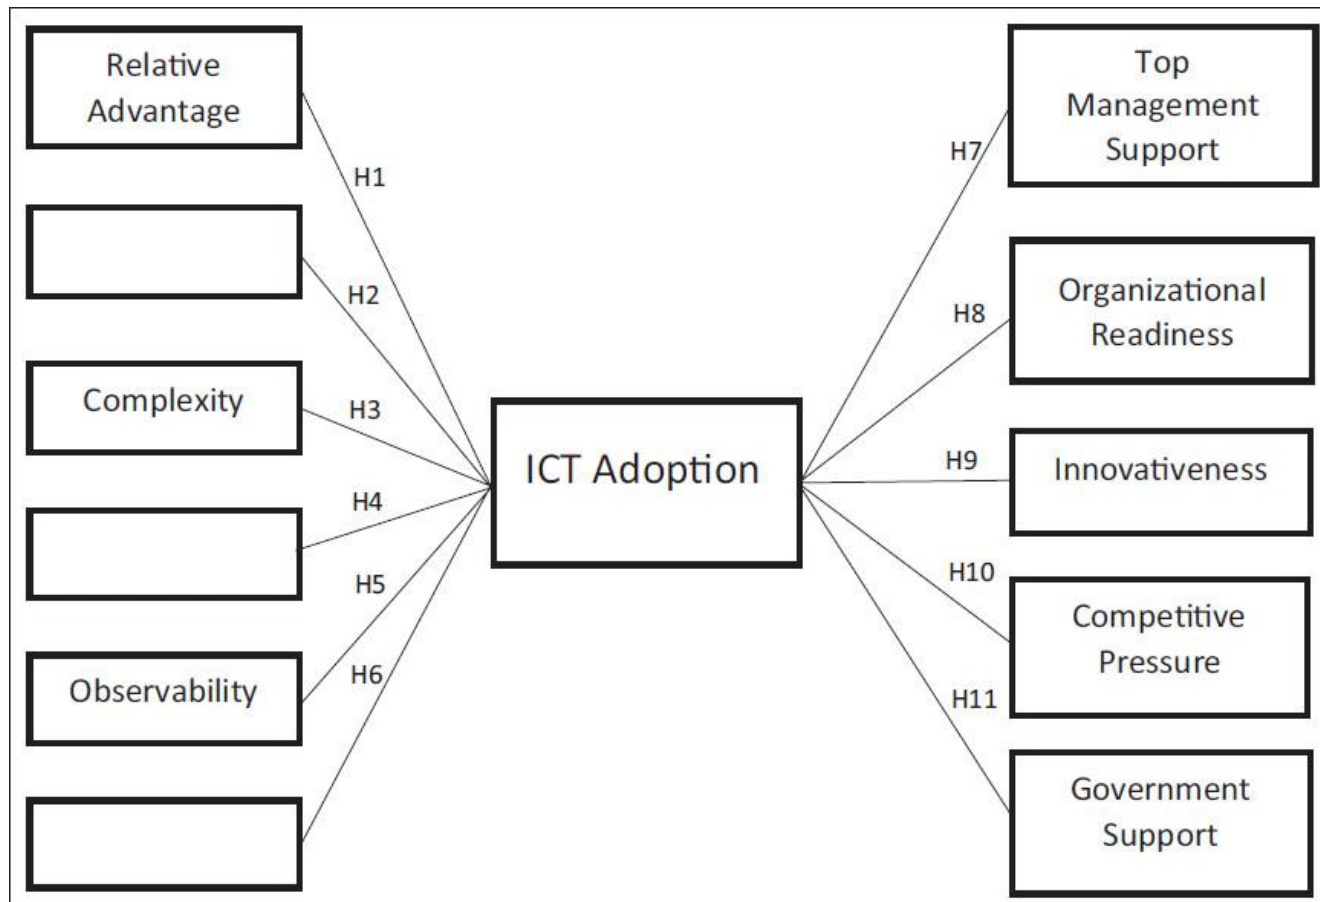 Relative
Advantage
H1
H2
Complexity
H3
H4
H5
Observability
H6
ICT Adoption
Top
Management
Support
H7
Organizational
Readiness
H8
Innovativeness
H9
Competitive
Pressure
H10
Government
Support
H11